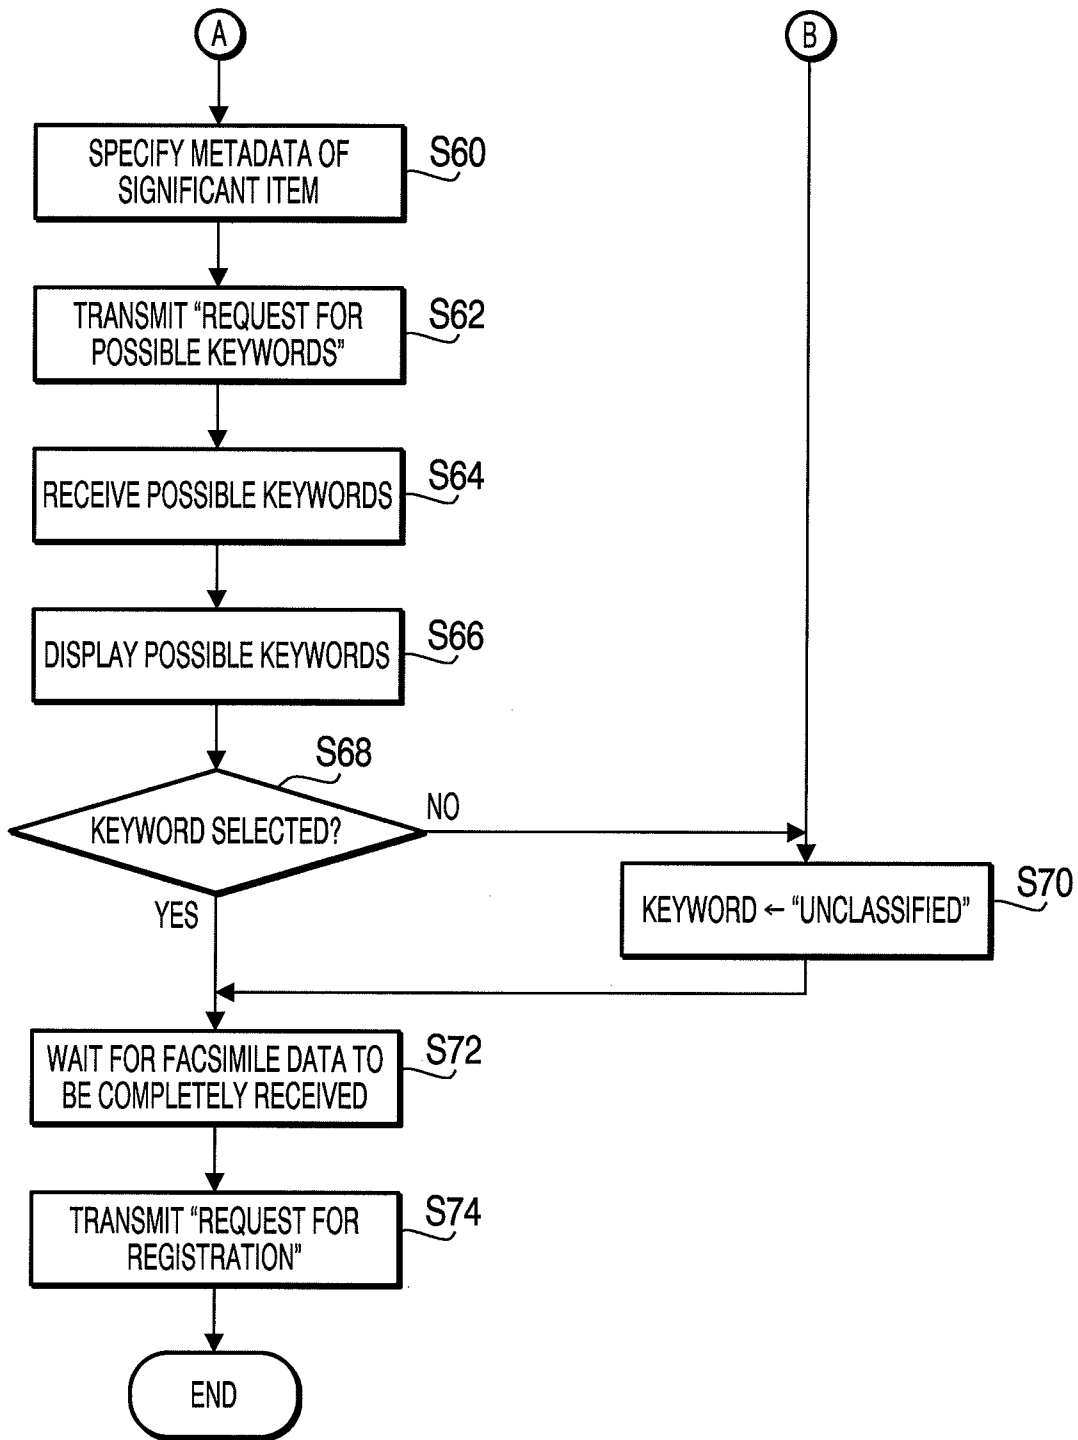 A
B
SPECIFY METADATA OF
SIGNIFICANT ITEM
S60
TRANSMIT “REQUEST FOR
POSSIBLE KEYWORDS”
S62
RECEIVE POSSIBLE KEYWORDS
S64
DISPLAY POSSIBLE KEYWORDS
S66
S68
KEYWORD SELECTED?
NO
YES
KEYWORD ← “UNCLASSIFIED”
S70
WAIT FOR FACSIMILE DATA TO
BE COMPLETELY RECEIVED
S72
TRANSMIT “REQUEST FOR
REGISTRATION”
S74
END